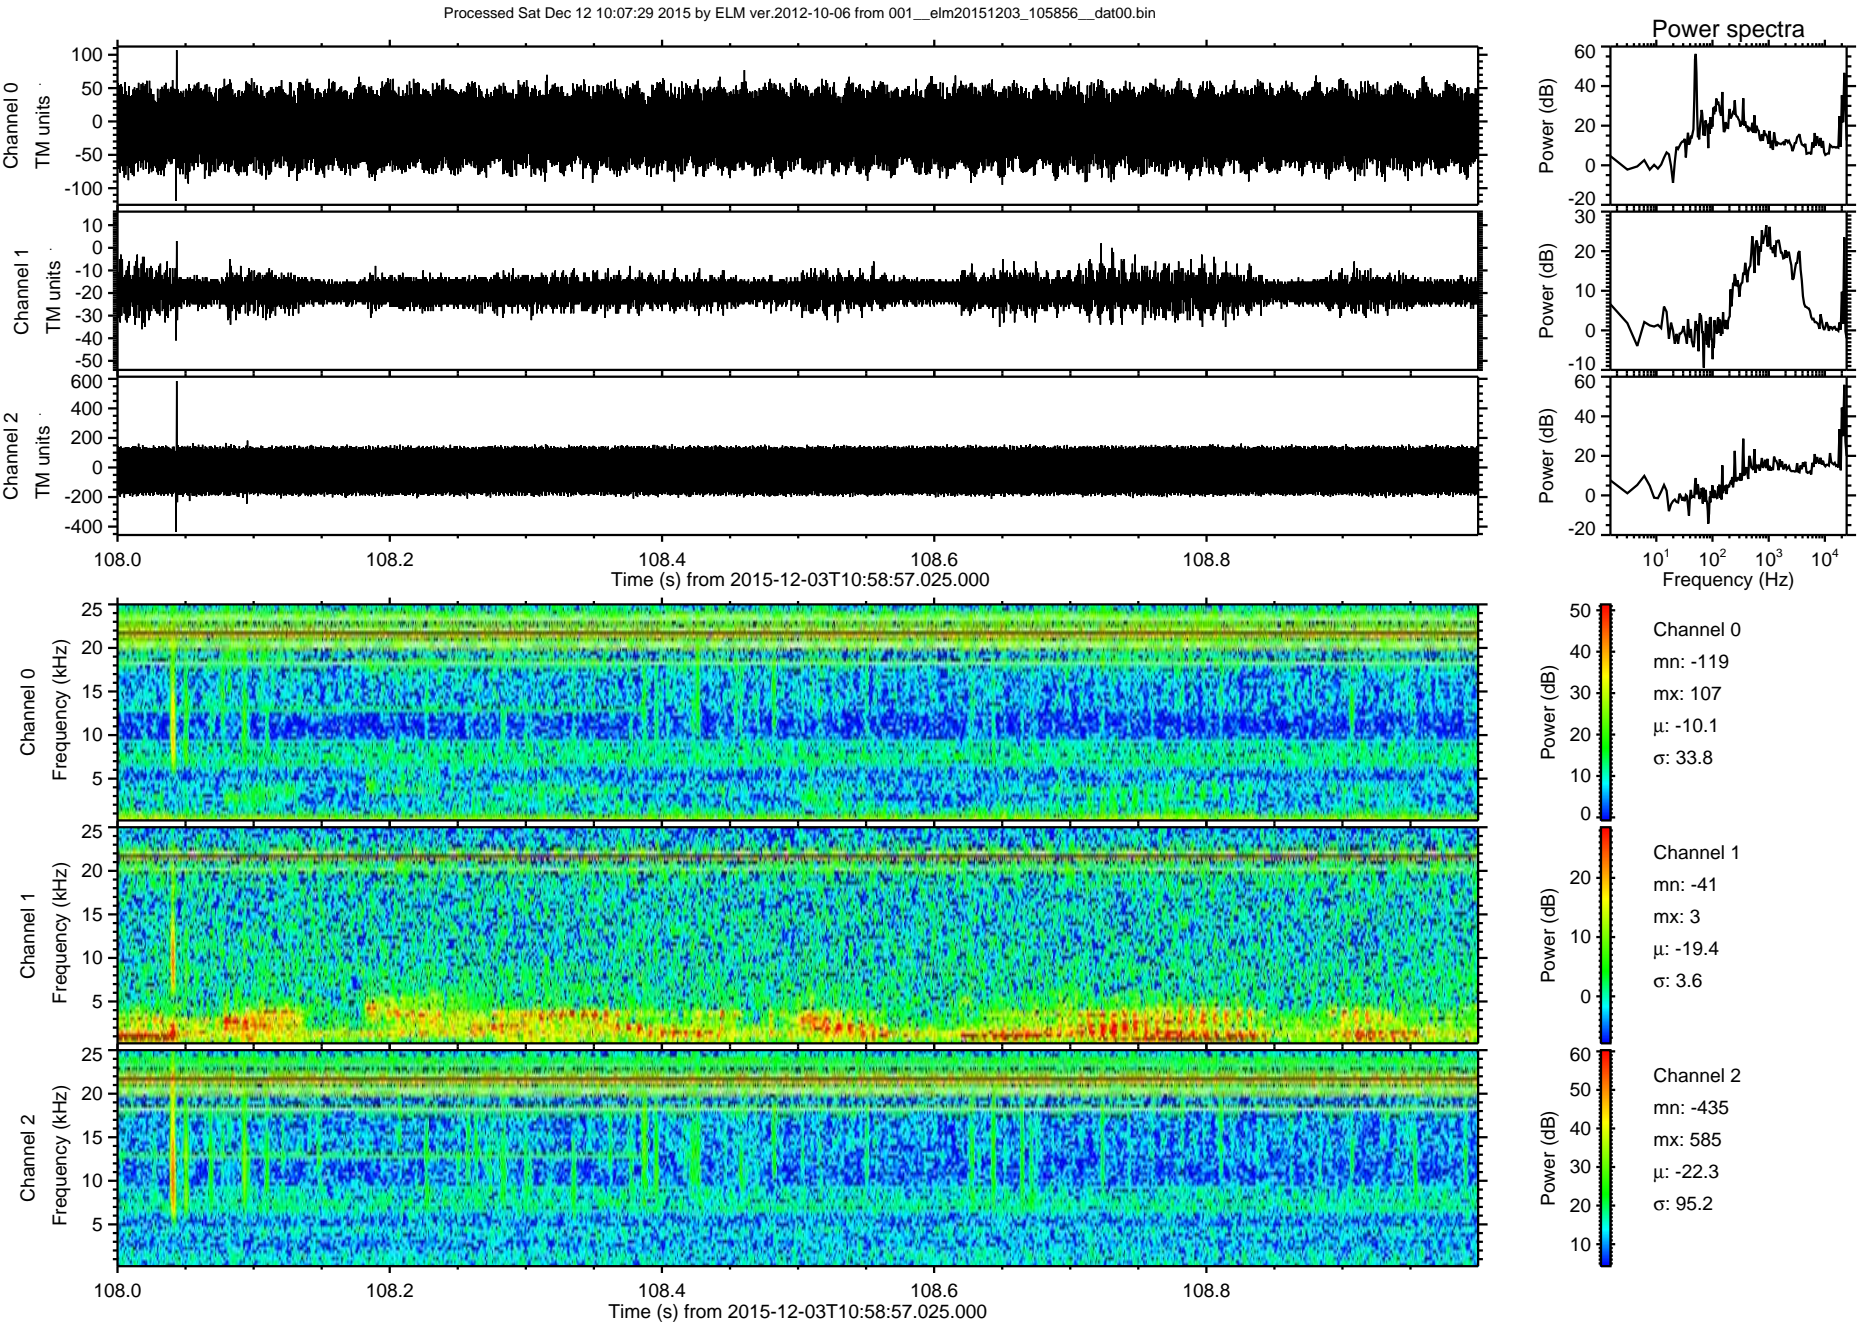 Processed Sat Dec 12 10:07:29 2015 by ELM ver.2012-10-06 from 001__elm20151203_105856__dat00.bin
Power spectra
Channel 0
TM units
100
50
0
-50
-100
Power (dB)
60
40
20
0
-20
Channel 1
TM units
10
0
-10
-20
-30
-40
-50
Power (dB)
30
20
10
0
-10
Channel 2
TM units
600
400
200
0
-200
-400
Power (dB)
60
40
20
0
-20
108.0 108.2 108.4 108.6 108.8
Time (s) from 2015-12-03T10:58:57.025.000
10^1 10^2 10^3 10^4
Frequency (Hz)
Channel 0
Frequency (kHz)
25
20
15
10
5
Power (dB)
50
40
30
20
10
0
Channel 0
mn: -119
mx: 107
μ: -10.1
σ: 33.8
Channel 1
Frequency (kHz)
25
20
15
10
5
Power (dB)
20
10
0
Channel 1
mn: -41
mx: 3
μ: -19.4
σ: 3.6
Channel 2
Frequency (kHz)
25
20
15
10
5
Power (dB)
60
50
40
30
20
10
Channel 2
mn: -435
mx: 585
μ: -22.3
σ: 95.2
108.0 108.2 108.4 108.6 108.8
Time (s) from 2015-12-03T10:58:57.025.000